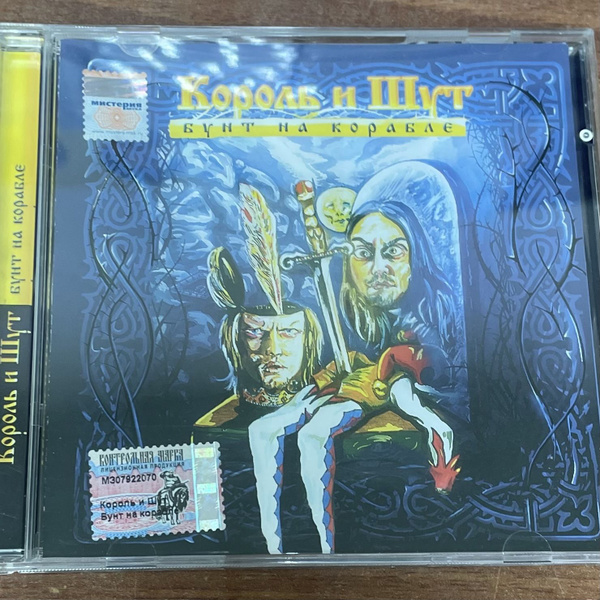 мистерия
Король и Шут
Бунт на корабле
Король и Шут Бунт на корабле
КОНТРОЛЬНАЯ МАРКА
ЛИЦЕНЗИОННАЯ ПРОДУКЦИЯ
М307922070
Король и Ш
Бунт на корабле